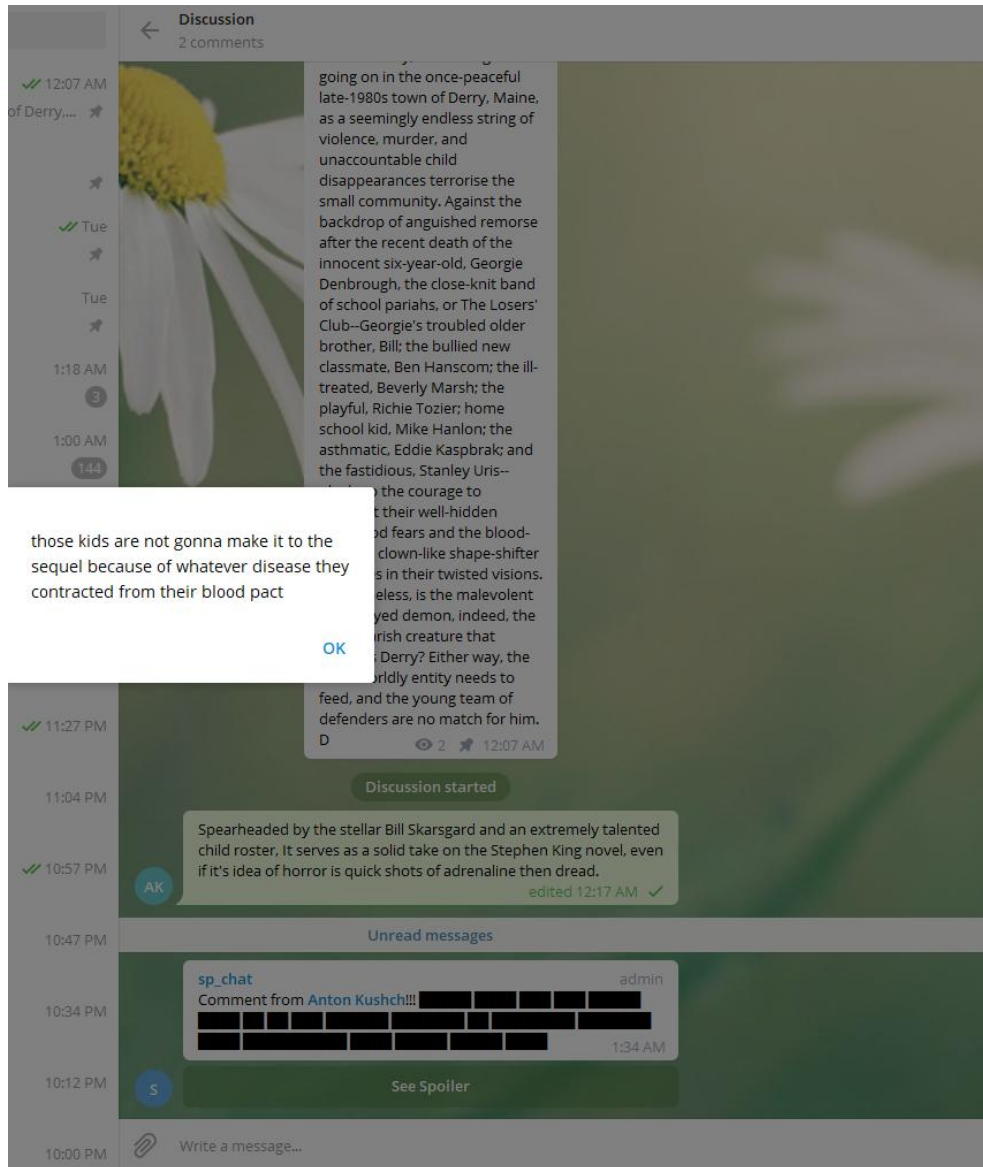 Discussion
2 comments
12:07 AM
of Derry....
Tue
Tue
1:18 AM
3
1:00 AM
144
11:27 PM
11:04 PM
10:57 PM
10:47 PM
10:34 PM
10:12 PM
10:00 PM
going on in the once-peaceful
late-1980s town of Derry, Maine,
as a seemingly endless string of
violence, murder, and
unaccountable child
disappearances terrorise the
small community. Against the
backdrop of anguished remorse
after the recent death of the
innocent six-year-old, Georgie
Denbrough, the close-knit band
of school pariahs, or The Losers'
Club--Georgie's troubled older
brother, Bill; the bullied new
classmate, Ben Hanscom; the ill-
treated, Beverly Marsh; the
playful, Richie Tozier; home
school kid, Mike Hanlon; the
asthmatic, Eddie Kaspbrak; and
the fastidious, Stanley Uris--
the courage to
their well-hidden
fears and the blood-
clown-like shape-shifter
in their twisted visions.
is the malevolent
demon, indeed, the
creature that
Derry? Either way, the
entity needs to
feed, and the young team of
defenders are no match for him.
D
2 12:07 AM
those kids are not gonna make it to the
sequel because of whatever disease they
contracted from their blood pact
OK
Discussion started
Spearheaded by the stellar Bill Skarsgard and an extremely talented
child roster, It serves as a solid take on the Stephen King novel, even
if it's idea of horror is quick shots of adrenaline then dread.
edited 12:17 AM
AK
Unread messages
sp_chat admin
Comment from Anton Kushch!!!
1:34 AM
S
See Spoiler
Write a message...